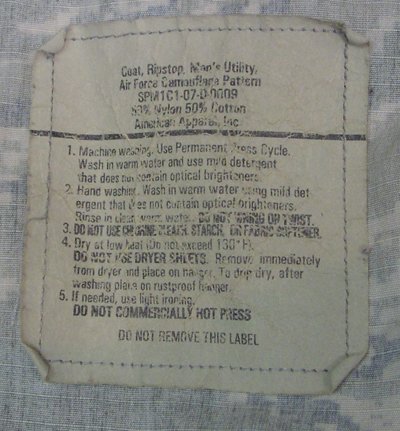 Coat, Ripstop, Man's Utility,
Air Force Camouflage Pattern
SPM1C1-07-D-0009
50% Nylon 50% Cotton
American Apparel, Inc.
1. Machine washing. Use Permanent Press Cycle.
Wash in warm water and use mild detergent
that does not contain optical brighteners.
2. Hand washing. Wash in warm water using mild det-
ergent that does not contain optical brighteners.
Rinse in clean warm water. DO NOT WRING OR TWIST.
3. DO NOT USE CHLORINE BLEACH, STARCH, OR FABRIC SOFTENER.
4. Dry at low heat (Do not exceed 130°F).
DO NOT USE DRYER SHEETS. Remove immediately
from dryer and place on hanger. To drip dry, after
washing place on rustproof hanger.
5. If needed, use light ironing.
DO NOT COMMERCIALLY HOT PRESS
DO NOT REMOVE THIS LABEL